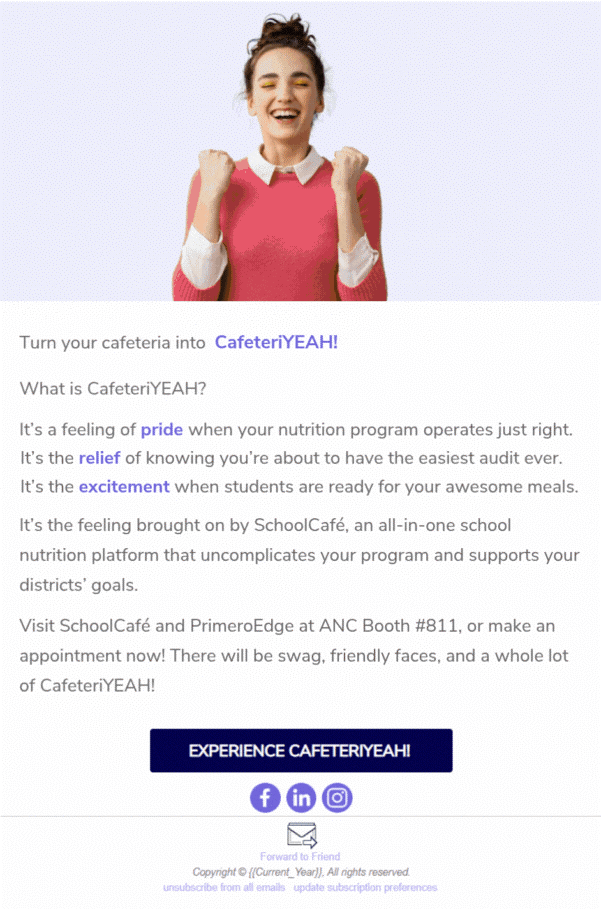 Turn your cafeteria into CafeteriYEAH!
What is CafeteriYEAH?
It's a feeling of pride when your nutrition program operates just right.
It's the relief of knowing you're about to have the easiest audit ever.
It's the excitement when students are ready for your awesome meals.
It's the feeling brought on by SchoolCafé, an all-in-one school
nutrition platform that uncomplicates your program and supports your
districts' goals.
Visit SchoolCafé and PrimeroEdge at ANC Booth #811, or make an
appointment now! There will be swag, friendly faces, and a whole lot
of CafeteriYEAH!
EXPERIENCE CAFETERIYEAH!
f in
Forward to Friend
Copyright © {{Current_Year}}, All rights reserved.
unsubscribe from all emails update subscription preferences